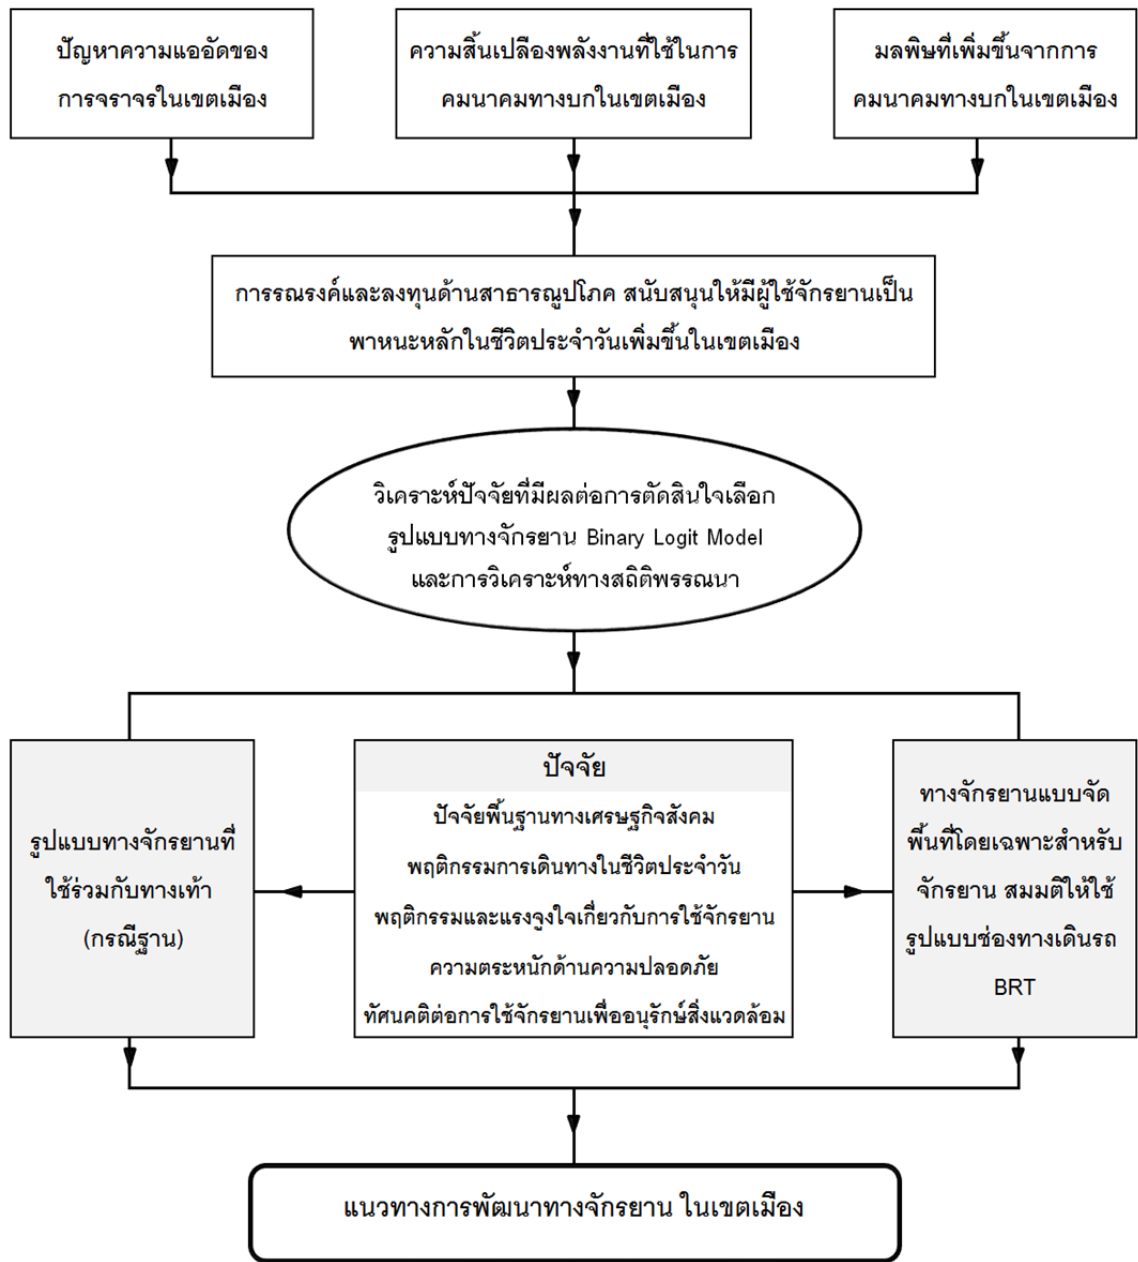 ปัญหาความแออัดของ
การจราจรในเขตเมือง
ความสิ้นเปลืองพลังงานที่ใช้ในการ
คมนาคมทางบกในเขตเมือง
มลพิษที่เพิ่มขึ้นจากการ
คมนาคมทางบกในเขตเมือง
การรณรงค์และลงทุนด้านสาธารณูปโภค สนับสนุนให้มีผู้ใช้จักรยานเป็น
พาหนะหลักในชีวิตประจำวันเพิ่มขึ้นในเขตเมือง
วิเคราะห์ปัจจัยที่มีผลต่อการตัดสินใจเลือก
รูปแบบทางจักรยาน Binary Logit Model
และการวิเคราะห์ทางสถิติพรรณนา
รูปแบบทางจักรยานที่
ใช้ร่วมกับทางเท้า
(กรณีฐาน)
ปัจจัย
ปัจจัยพื้นฐานทางเศรษฐกิจสังคม
พฤติกรรมการเดินทางในชีวิตประจำวัน
พฤติกรรมและแรงจูงใจเกี่ยวกับการใช้จักรยาน
ความตระหนักด้านความปลอดภัย
ทัศนคติต่อการใช้จักรยานเพื่ออนุรักษ์สิ่งแวดล้อม
ทางจักรยานแบบจัด
พื้นที่โดยเฉพาะสำหรับ
จักรยาน สมมติให้ใช้
รูปแบบช่องทางเดินรถ
BRT
แนวทางการพัฒนาทางจักรยาน ในเขตเมือง